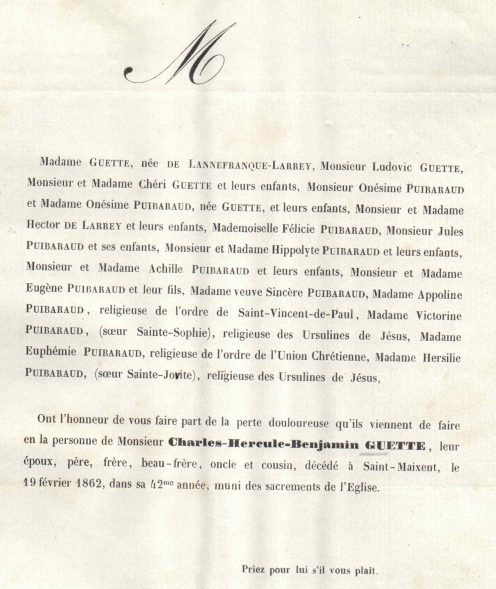 M
Madame GUETTE, née DE LANNEFRANQUE-LARREY, Monsieur Ludovic GUETTE,
Monsieur et Madame Chéri GUETTE et leurs enfants, Monsieur Onésime PUIBARAUD
et Madame Onésime PUIBARAUD, née GUETTE, et leurs enfants, Monsieur et Madame
Hector DE LARREY et leurs enfants, Mademoiselle Félicie PUIBARAUD, Monsieur Jules
PUIBARAUD et ses enfants, Monsieur et Madame Hippolyte PUIBARAUD et leurs enfants,
Monsieur et Madame Achille PUIBARAUD et leurs enfants, Monsieur et Madame
Eugène PUIBARAUD et leur fils, Madame veuve Sincère PUIBARAUD, Madame Appoline
PUIBARAUD, religieuse de l'ordre de Saint-Vincent-de-Paul, Madame Victorine
PUIBARAUD, (sœur Sainte-Sophie), religieuse des Ursulines de Jésus, Madame
Euphémie PUIBARAUD, religieuse de l'ordre de l'Union Chrétienne, Madame Hersilie
PUIBARAUD, (sœur Sainte-Jovite), religieuse des Ursulines de Jésus,
Ont l'honneur de vous faire part de la perte douloureuse qu'ils viennent de faire
en la personne de Monsieur Charles-Hercule-Benjamin GUETTE, leur
époux, père, frère, beau-frère, oncle et cousin, décédé à Saint-Maixent, le
19 février 1862, dans sa 42me année, muni des sacrements de l'Eglise.
Priez pour lui s'il vous plait.